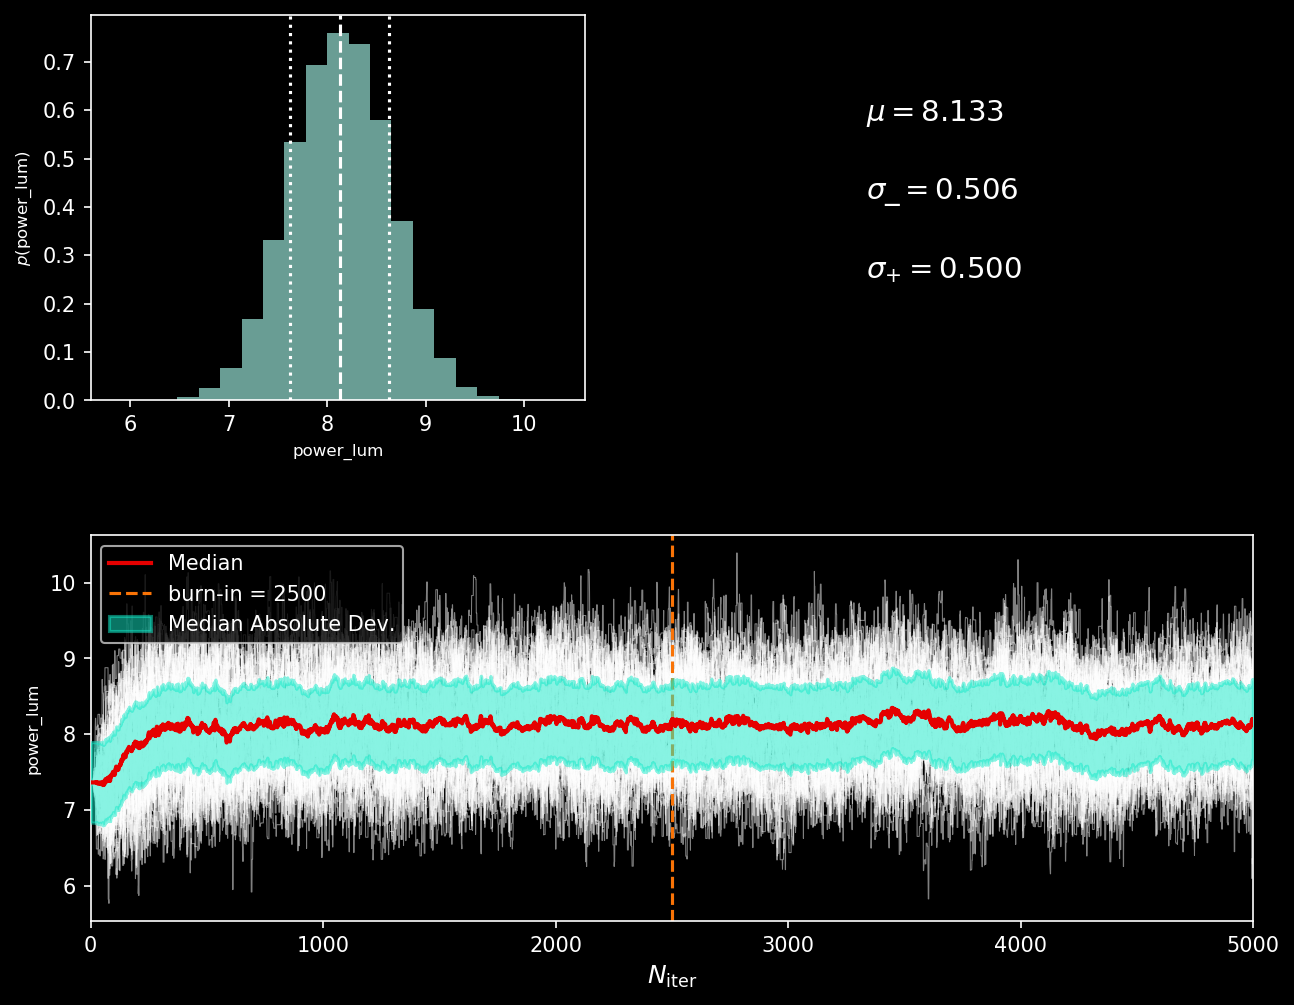 0.7
0.6
0.5
0.4
0.3
0.2
0.1
0.0
p(power_lum)
6 7 8 9 10
power_lum
μ = 8.133
σ_ = 0.506
σ+ = 0.500
Median
burn-in = 2500
Median Absolute Dev.
10
9
8
7
6
power_lum
0 1000 2000 3000 4000 5000
Niter